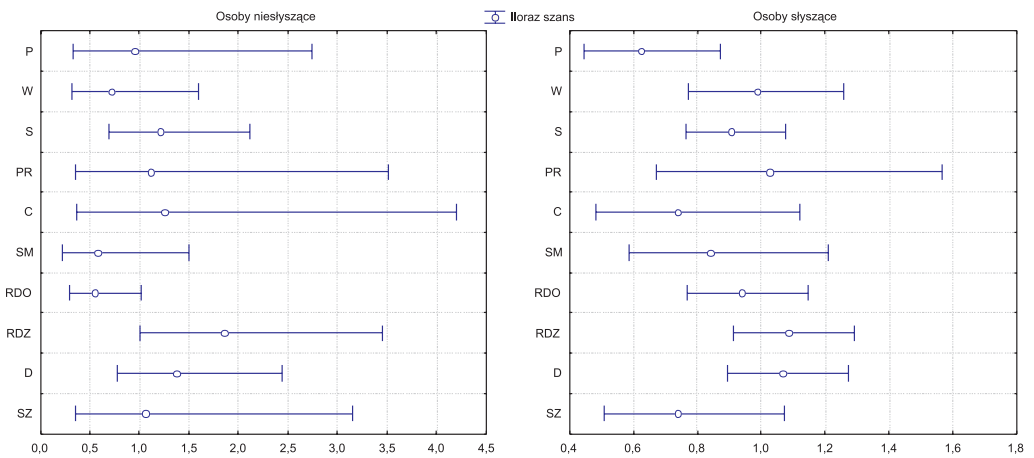 Osoby niesłyszące
Iloraz szans
Osoby słyszące
P
W
S
PR
C
SM
RDO
RDZ
D
SZ
0,0 0,5 1,0 1,5 2,0 2,5 3,0 3,5 4,0 4,5
P
W
S
PR
C
SM
RDO
RDZ
D
SZ
0,4 0,6 0,8 1,0 1,2 1,4 1,6 1,8